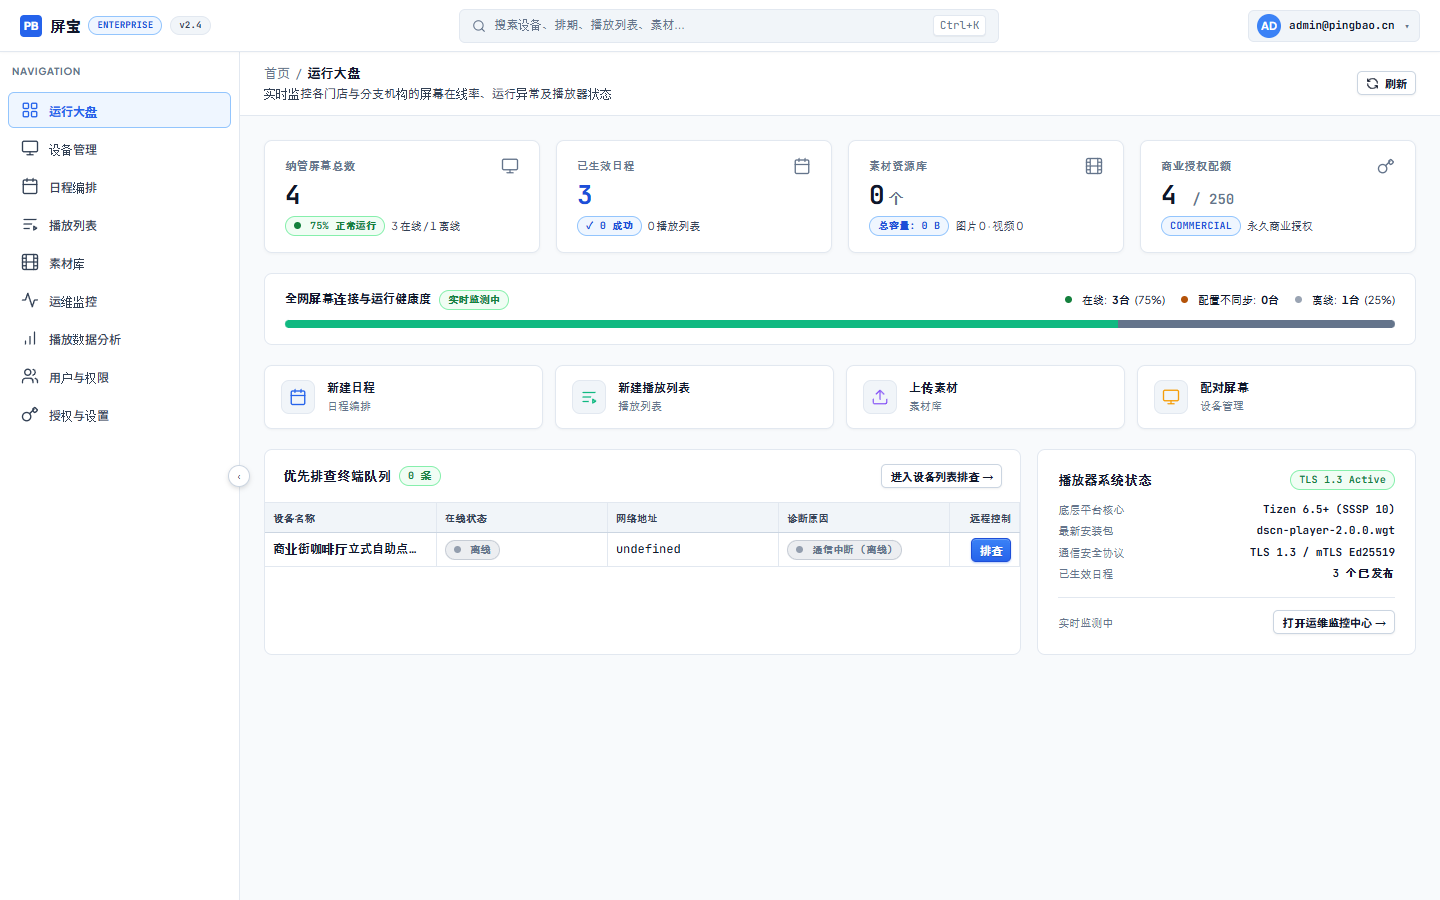 PB 屏宝 ENTERPRISE v2.4
搜索设备、排期、播放列表、素材... Ctrl+K
AD admin@pingbao.cn
NAVIGATION
运行大盘
设备管理
日程编排
播放列表
素材库
运维监控
播放数据分析
用户与权限
授权与设置
首页 / 运行大盘
实时监控各门店与分支机构的屏幕在线率、运行异常及播放器状态
刷新
纳管屏幕总数
4
75% 正常运行 3 在线 / 1 离线
已生效日程
3
✓ 0 成功 0 播放列表
素材资源库
0 个
总容量: 0 B 图片 0 · 视频 0
商业授权配额
4 / 250
COMMERCIAL 永久商业授权
全网屏幕连接与运行健康度 实时监测中
在线: 3台 (75%) 配置不同步: 0台 离线: 1台 (25%)
新建日程
日程编排
新建播放列表
播放列表
上传素材
素材库
配对屏幕
设备管理
优先排查终端队列 0 条
进入设备列表排查 →
设备名称 在线状态 网络地址 诊断原因 远程控制
商业街咖啡厅立式自助点… 离线 undefined 通信中断 (离线) 排查
播放器系统状态 TLS 1.3 Active
底层平台核心 Tizen 6.5+ (SSSP 10)
最新安装包 dscn-player-2.0.0.wgt
通信安全协议 TLS 1.3 / mTLS Ed25519
已生效日程 3 个已发布
实时监测中 打开运维监控中心 →